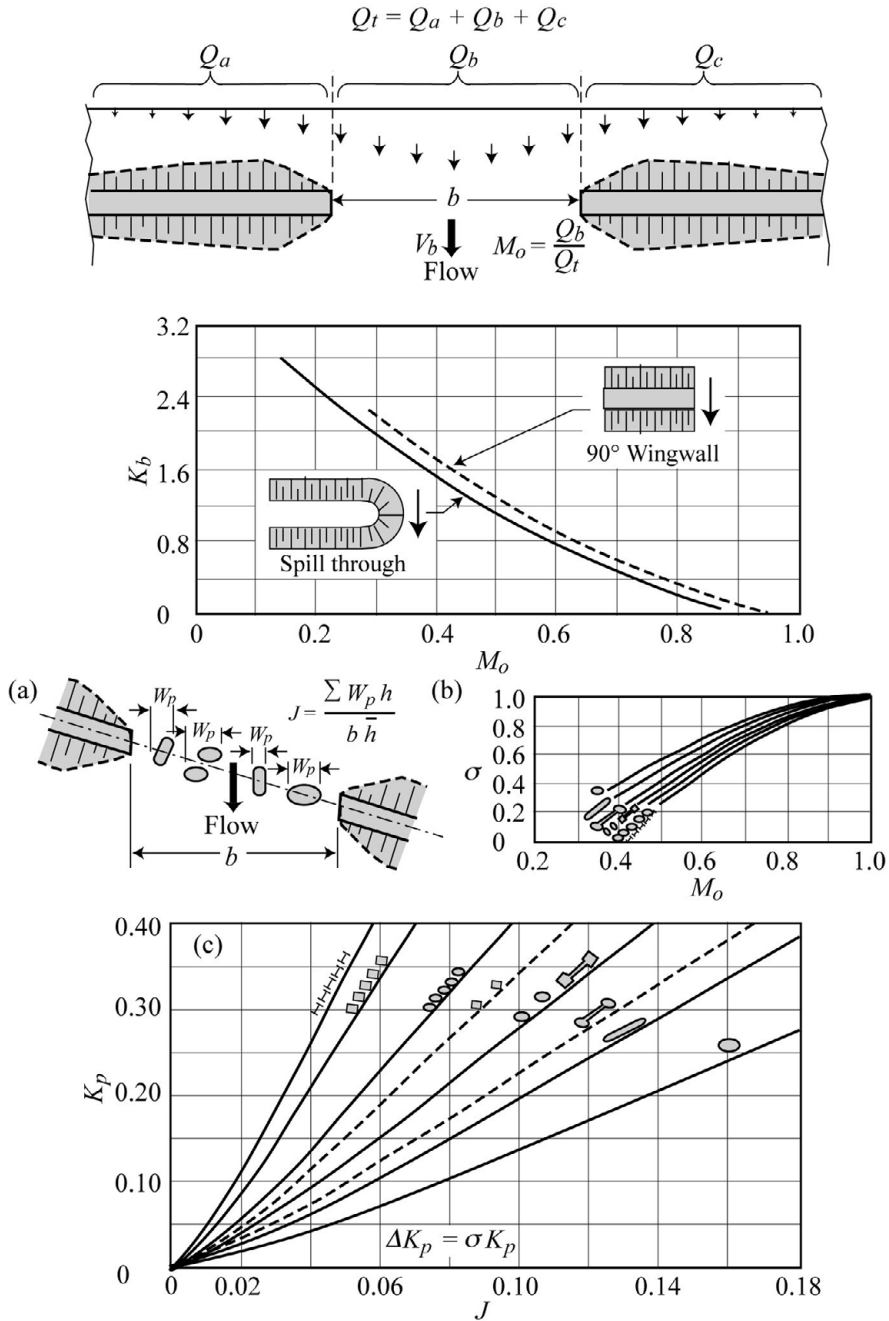 Qt = Qa + Qb + Qc
Qa Qb Qc
b
Vb
Flow
Mo = Qb / Qt
3.2
2.4
1.6
0.8
0
Kb
90° Wingwall
Spill through
0 0.2 0.4 0.6 0.8 1.0
Mo
(a)
Wp
Wp
Wp
Wp
J = ∑ Wp h / b h̄
Flow
b
(b)
1.0
0.8
0.6
0.4
0.2
0
σ
0.2 0.4 0.6 0.8 1.0
Mo
(c)
0.40
0.30
0.20
0.10
0
Kp
ΔKp = σ Kp
0 0.02 0.06 0.10 0.14 0.18
J